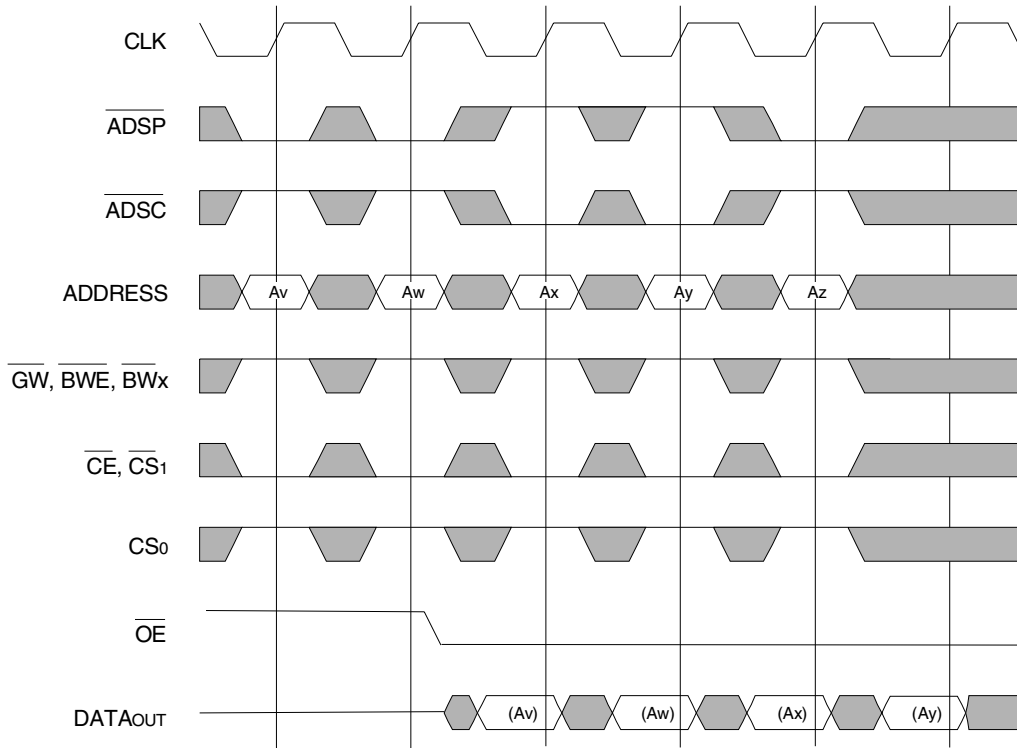 CLK
ADSP
ADSC
ADDRESS Av Aw Ax Ay Az
GW, BWE, BWx
CE, CS1
CS0
OE
DATAOUT (Av) (Aw) (Ax) (Ay)